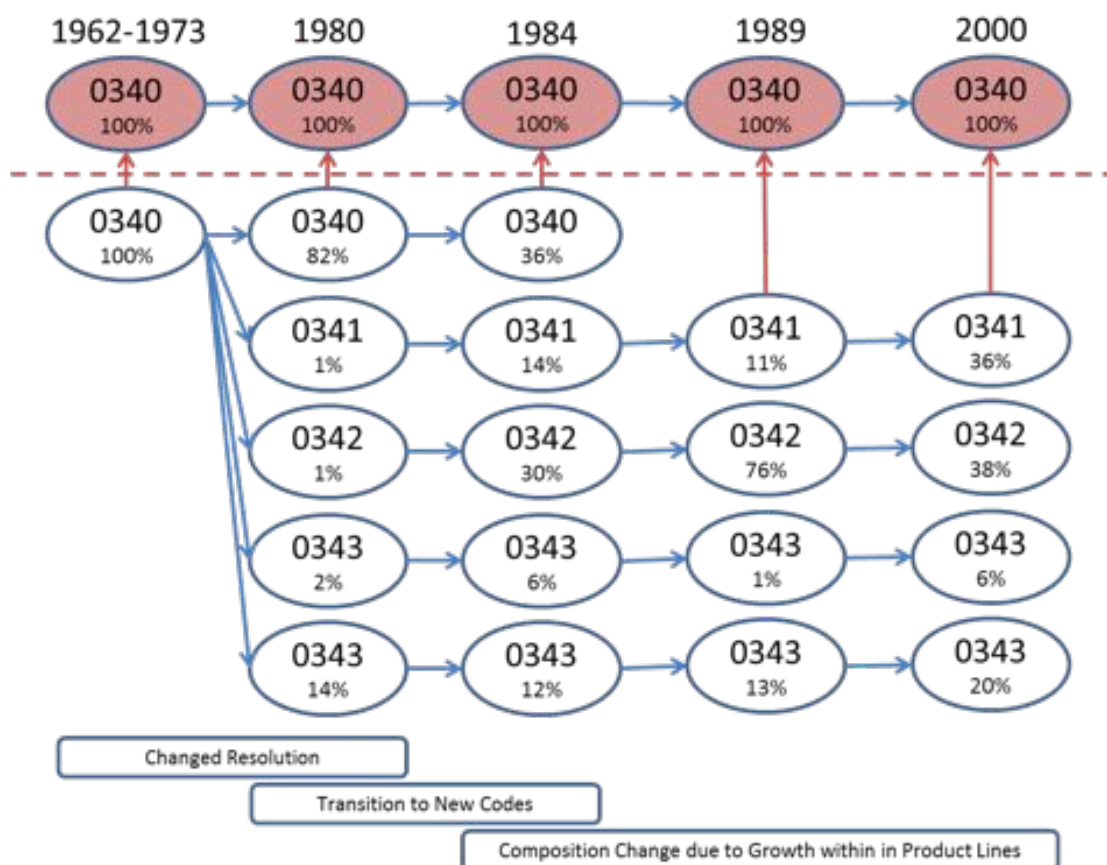 1962-1973 1980 1984 1989 2000
0340 0340 0340 0340 0340
100% 100% 100% 100% 100%
0340 0340 0340
100% 82% 36%
0341 0341 0341 0341
1% 14% 11% 36%
0342 0342 0342 0342
1% 30% 76% 38%
0343 0343 0343 0343
2% 6% 1% 6%
0343 0343 0343 0343
14% 12% 13% 20%
Changed Resolution
Transition to New Codes
Composition Change due to Growth within in Product Lines